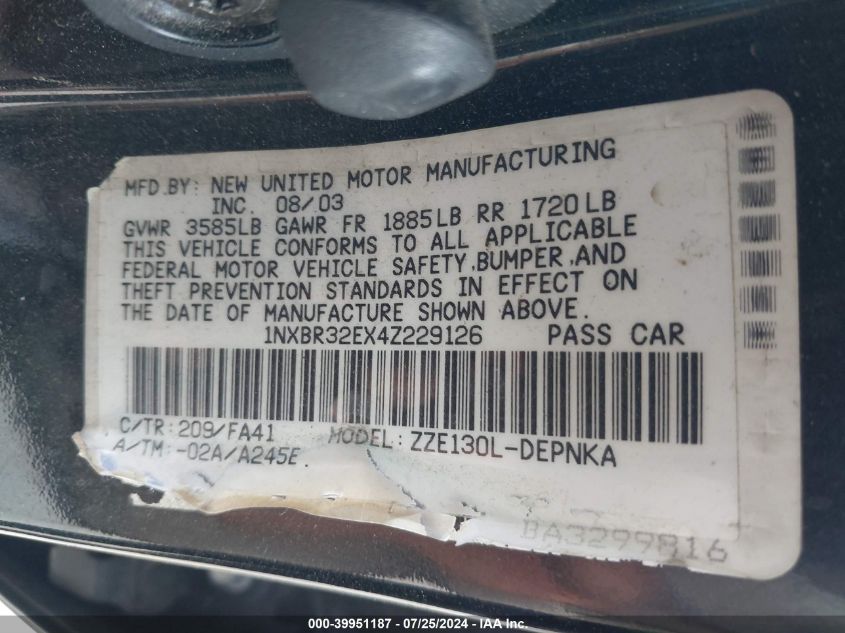 MFD.BY: NEW UNITED MOTOR MANUFACTURING
INC. 08/03
GVWR 3585LB GAWR FR 1885LB RR 1720LB
THIS VEHICLE CONFORMS TO ALL APPLICABLE
FEDERAL MOTOR VEHICLE SAFETY,BUMPER,AND
THEFT PREVENTION STANDARDS IN EFFECT ON
THE DATE OF MANUFACTURE SHOWN ABOVE.
1NXBR32EX4Z229126 PASS CAR
C/TR: 209/FA41 MODEL: ZZE130L-DEPNKA
A/TM: -02A/A245E
BA3299816
000-39951187 - 07/25/2024 - IAA Inc.